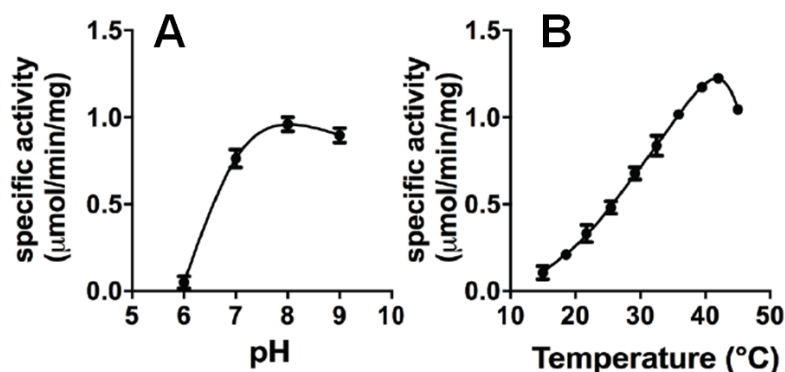 A
specific activity
(μmol/min/mg)
1.5
1.0
0.5
0.0
5 6 7 8 9 10
pH
B
specific activity
(μmol/min/mg)
1.5
1.0
0.5
0.0
10 20 30 40 50
Temperature (°C)